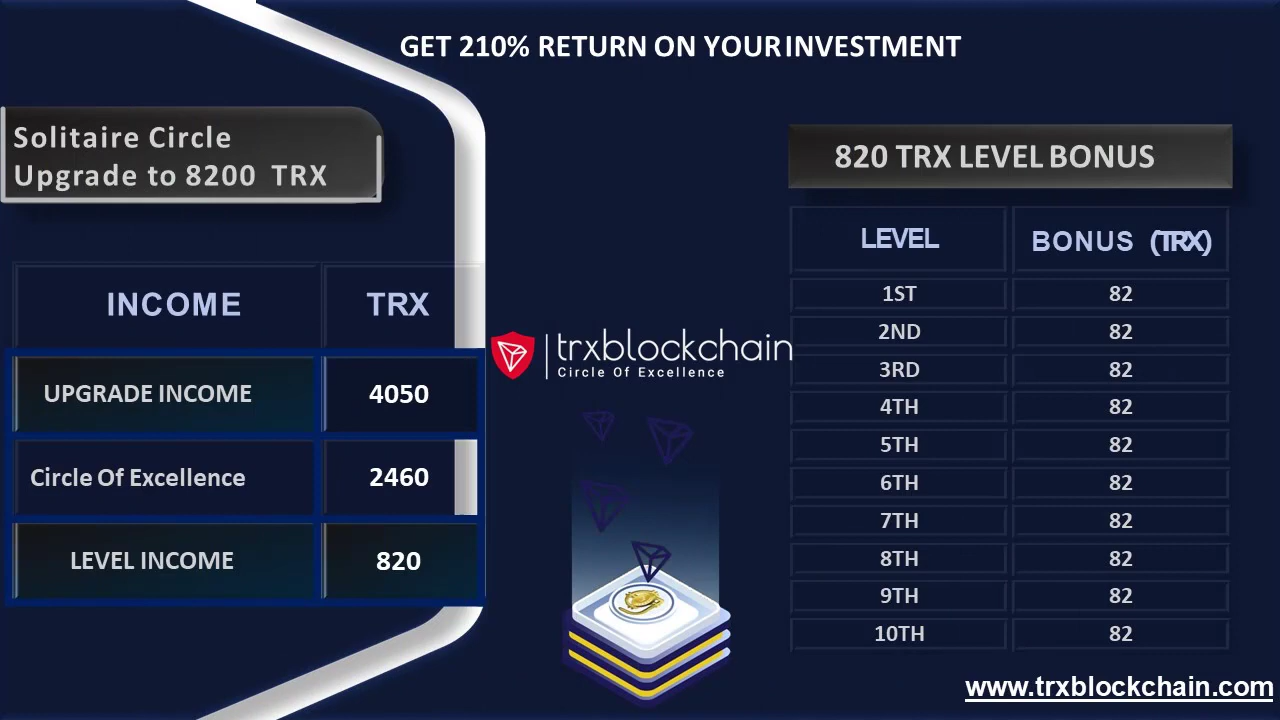 GET 210% RETURN ON YOUR INVESTMENT
Solitaire Circle
Upgrade to 8200 TRX
INCOME TRX
UPGRADE INCOME 4050
Circle Of Excellence 2460
LEVEL INCOME 820
trxblockchain
Circle Of Excellence
820 TRX LEVEL BONUS
LEVEL BONUS (TRX)
1ST 82
2ND 82
3RD 82
4TH 82
5TH 82
6TH 82
7TH 82
8TH 82
9TH 82
10TH 82
www.trxblockchain.com